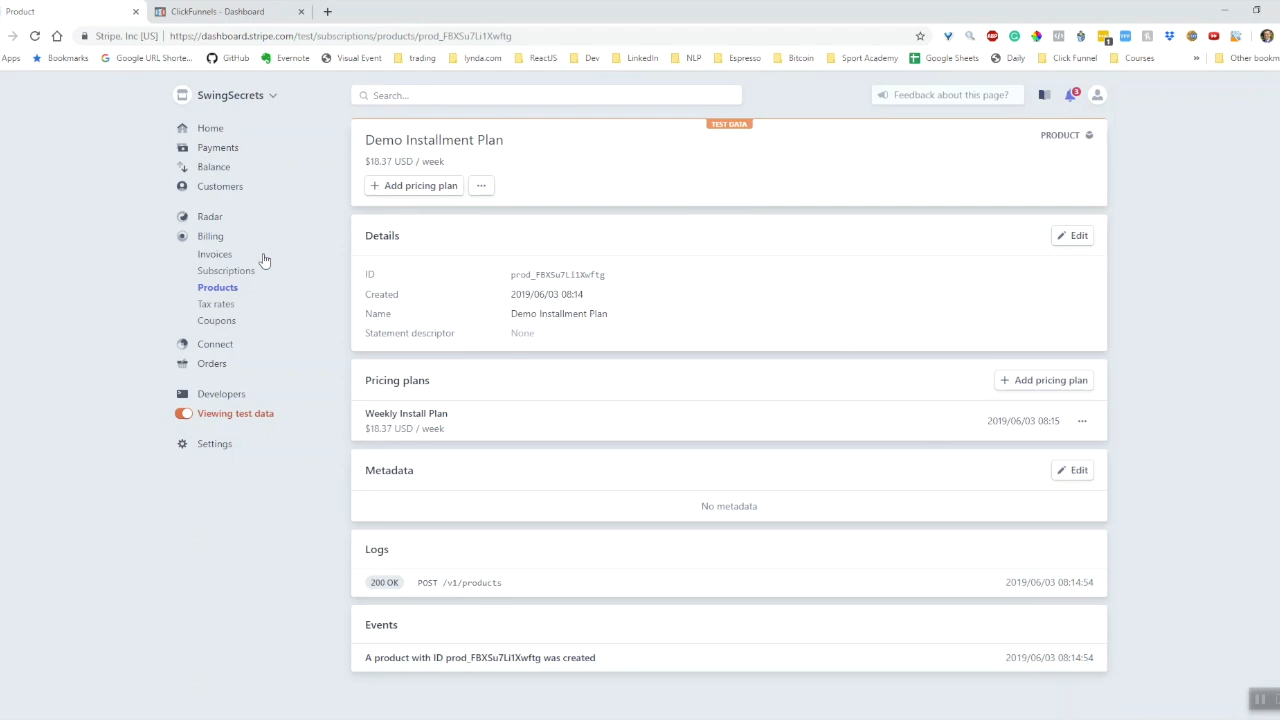 Product
ClickFunnels - Dashboard
Stripe, Inc [US] | https://dashboard.stripe.com/test/subscriptions/products/prod_FBXSu7Li1Xwftg
Apps Bookmarks Google URL Shorte... GitHub Evernote Visual Event Trading lynda.com ReactJS Dev LinkedIn NLP Espresso Bitcoin Sport Academy Google Sheets Daily Click Funnel Courses » Other bookm
SwingSecrets
Search...
Feedback about this page?
3
Home
Payments
Balance
Customers
Radar
Billing
Invoices
Subscriptions
Products
Tax rates
Coupons
Connect
Orders
Developers
Viewing test data
Settings
TEST DATA
Demo Installment Plan
PRODUCT
$18.37 USD / week
+ Add pricing plan
Details
Edit
ID prod_FBXSu7Li1Xwftg
Created 2019/06/03 08:14
Name Demo Installment Plan
Statement descriptor None
Pricing plans
+ Add pricing plan
Weekly Install Plan
$18.37 USD / week
2019/06/03 08:15
Metadata
Edit
No metadata
Logs
200 OK POST /v1/products 2019/06/03 08:14:54
Events
A product with ID prod_FBXSu7Li1Xwftg was created 2019/06/03 08:14:54